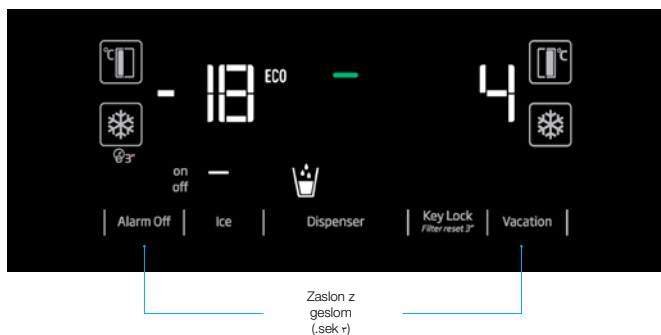 °C °C
- 18 ECO 4
3"
on
off
Alarm Off Ice Dispenser Key Lock Vacation
Filter reset 3"
Zaslon z
geslom
(.sek ٣)